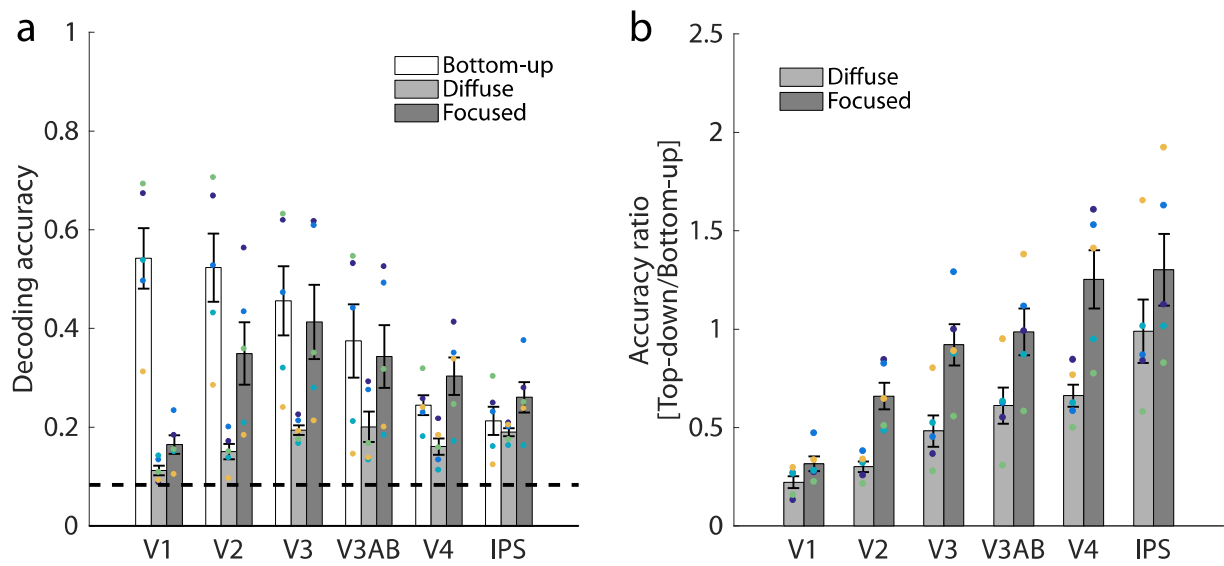 a
Decoding accuracy
1
0.8
0.6
0.4
0.2
0
Bottom-up
Diffuse
Focused
V1 V2 V3 V3AB V4 IPS
b
Accuracy ratio
[Top-down/Bottom-up]
2.5
2
1.5
1
0.5
0
Diffuse
Focused
V1 V2 V3 V3AB V4 IPS